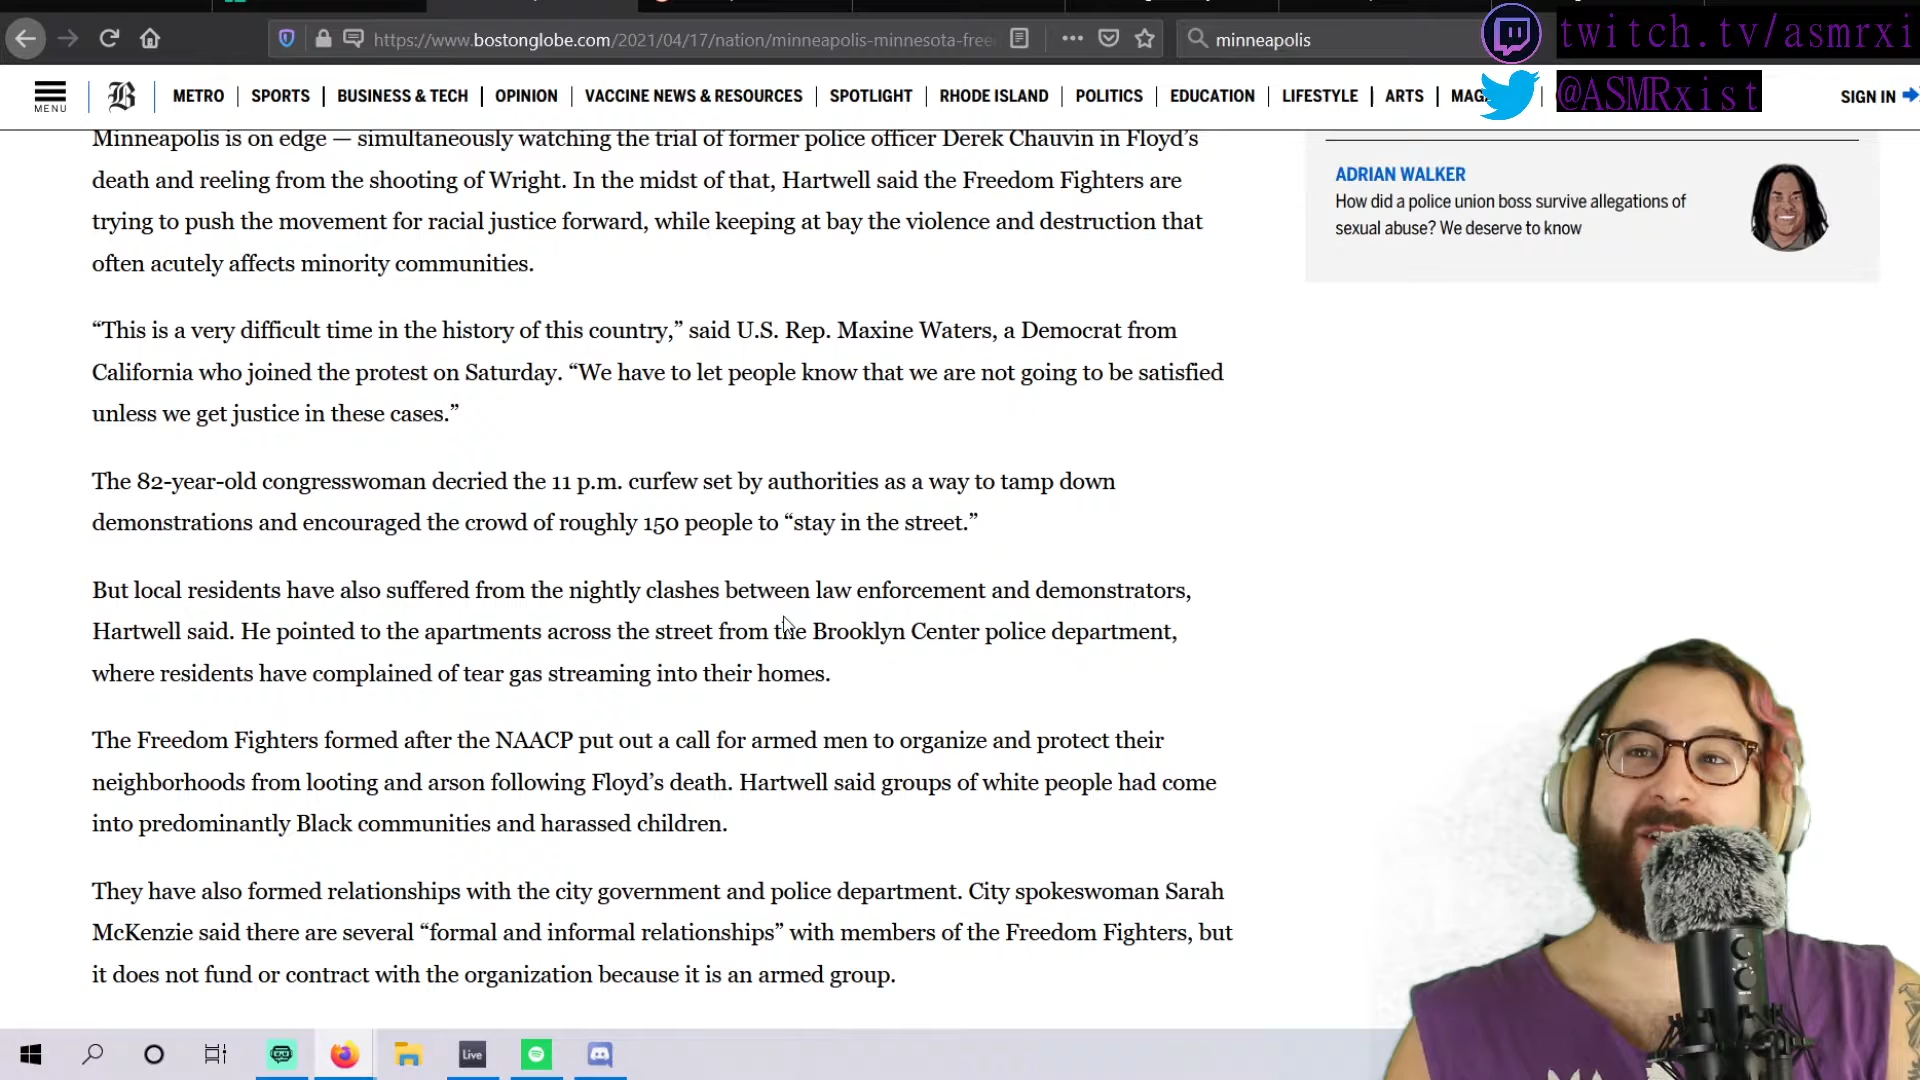 https://www.bostonglobe.com/2021/04/17/nation/minneapolis-minnesota-free
minneapolis
twitch.tv/asmrxi
MENU
B
METRO
SPORTS
BUSINESS & TECH
OPINION
VACCINE NEWS & RESOURCES
SPOTLIGHT
RHODE ISLAND
POLITICS
EDUCATION
LIFESTYLE
ARTS
MAG
@ASMRxist
SIGN IN
Minneapolis is on edge — simultaneously watching the trial of former police officer Derek Chauvin in Floyd’s
death and reeling from the shooting of Wright. In the midst of that, Hartwell said the Freedom Fighters are
trying to push the movement for racial justice forward, while keeping at bay the violence and destruction that
often acutely affects minority communities.
“This is a very difficult time in the history of this country,” said U.S. Rep. Maxine Waters, a Democrat from
California who joined the protest on Saturday. “We have to let people know that we are not going to be satisfied
unless we get justice in these cases.”
The 82-year-old congresswoman decried the 11 p.m. curfew set by authorities as a way to tamp down
demonstrations and encouraged the crowd of roughly 150 people to “stay in the street.”
But local residents have also suffered from the nightly clashes between law enforcement and demonstrators,
Hartwell said. He pointed to the apartments across the street from the Brooklyn Center police department,
where residents have complained of tear gas streaming into their homes.
The Freedom Fighters formed after the NAACP put out a call for armed men to organize and protect their
neighborhoods from looting and arson following Floyd’s death. Hartwell said groups of white people had come
into predominantly Black communities and harassed children.
They have also formed relationships with the city government and police department. City spokeswoman Sarah
McKenzie said there are several “formal and informal relationships” with members of the Freedom Fighters, but
it does not fund or contract with the organization because it is an armed group.
ADRIAN WALKER
How did a police union boss survive allegations of
sexual abuse? We deserve to know
Live